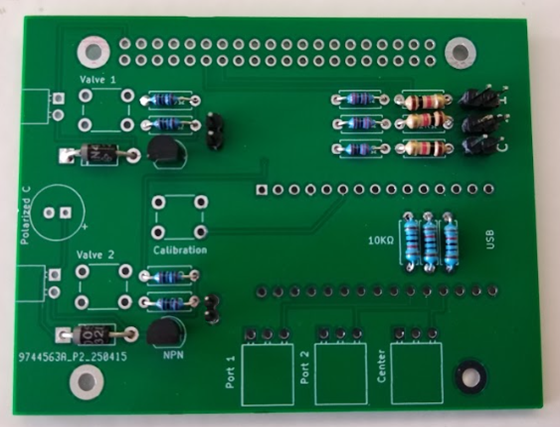 Valve 1
Polarized C
+
Calibration
10KΩ
USB
Valve 2
9744563A_P2_250415
NPN
Port 1
Port 2
Center